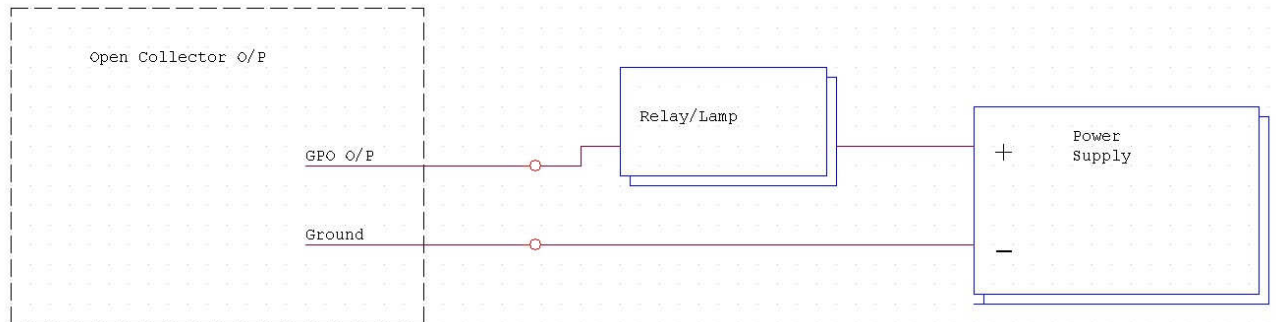 Open Collector O/P
Relay/Lamp
Power
Supply
GPO O/P
+
Ground
-